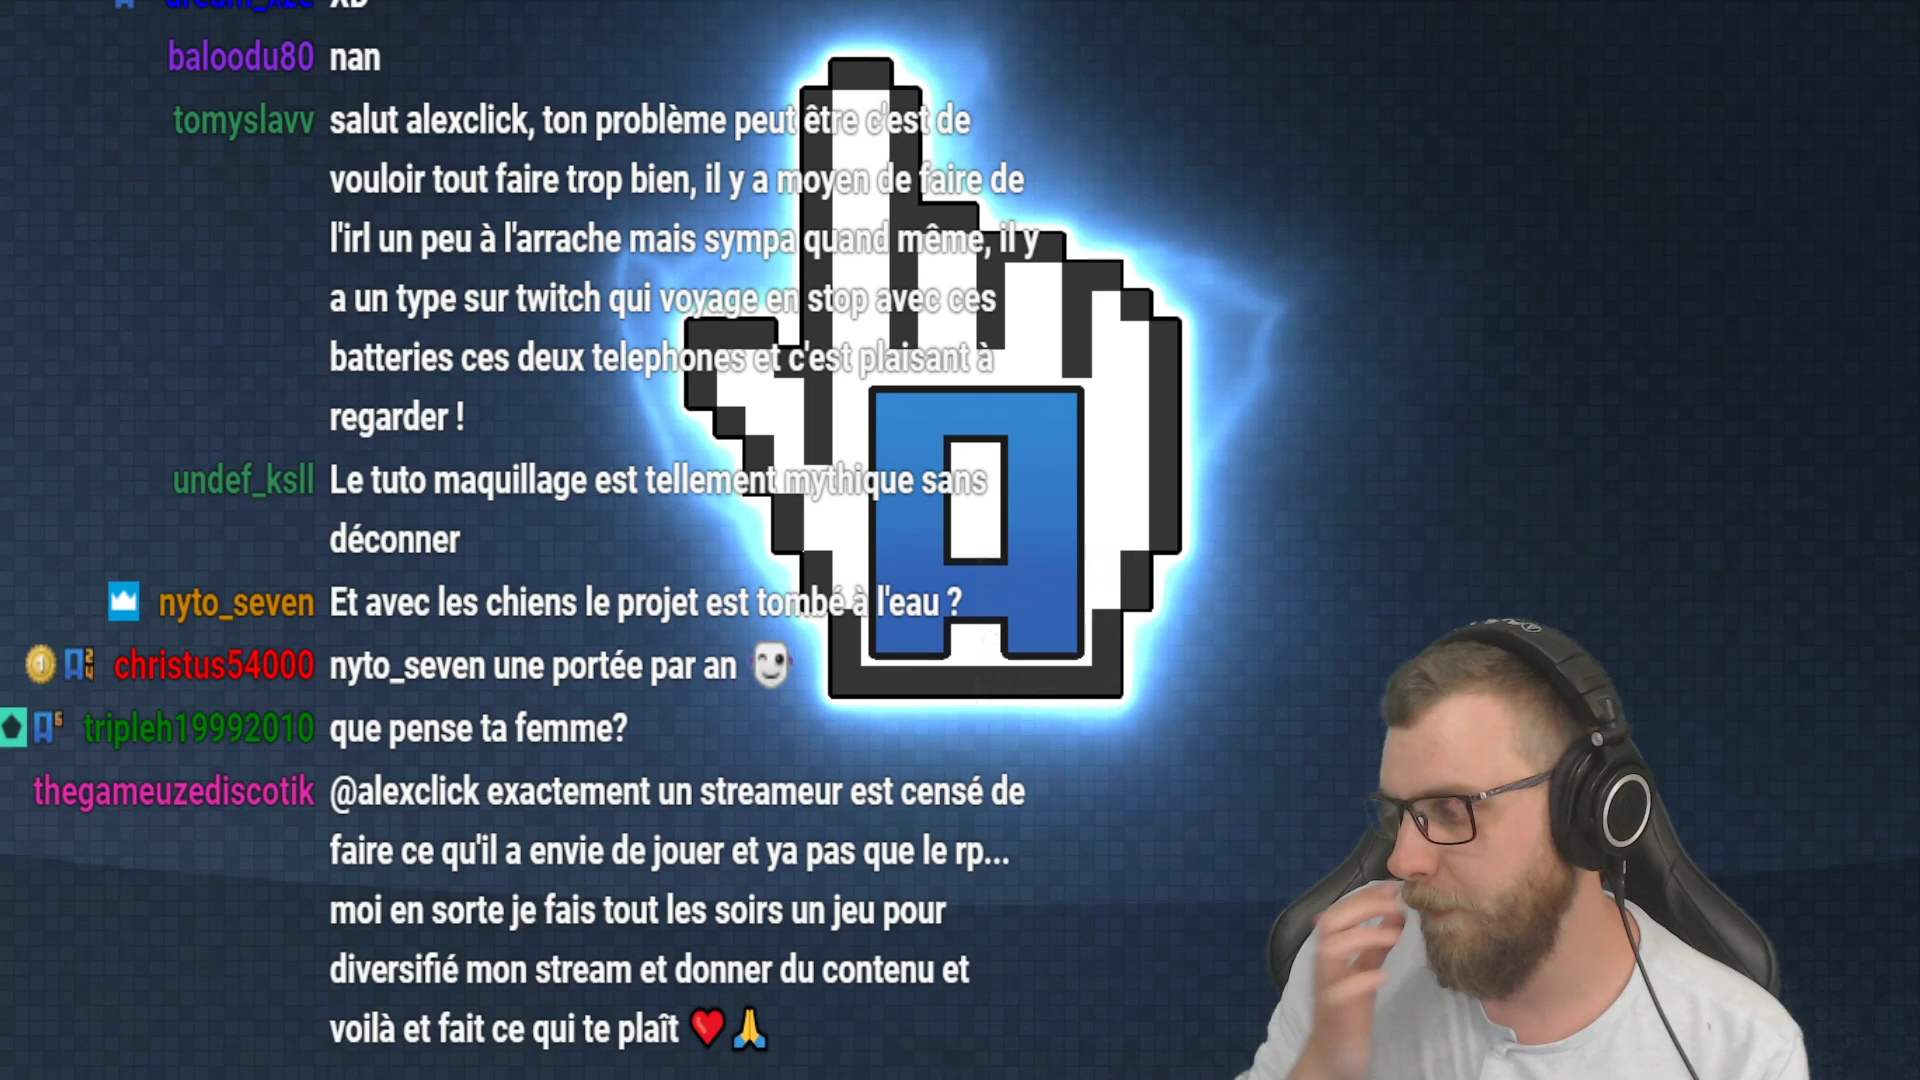 dream_xze XD
baloodu80 nan
tomyslavv salut alexclick, ton problème peut être c'est de
vouloir tout faire trop bien, il y a moyen de faire de
l'irl un peu à l'arrache mais sympa quand même, il y
a un type sur twitch qui voyage en stop avec ces
batteries ces deux telephones et c'est plaisant à
regarder !
undef_ksll Le tuto maquillage est tellement mythique sans
déconner
nyto_seven Et avec les chiens le projet est tombé à l'eau ?
christus54000 nyto_seven une portée par an
tripleh19992010 que pense ta femme?
thegameuzediscotik @alexclick exactement un streameur est censé de
faire ce qu'il a envie de jouer et ya pas que le rp...
moi en sorte je fais tout les soirs un jeu pour
diversifié mon stream et donner du contenu et
voilà et fait ce qui te plaît ❤️🙏
A